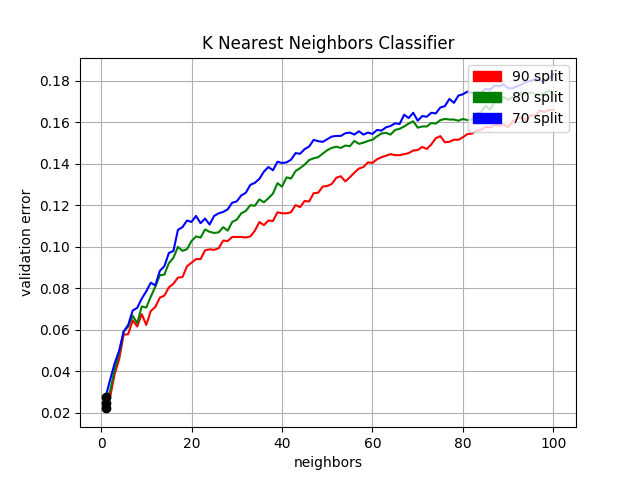 K Nearest Neighbors Classifier
90 split
80 split
70 split
validation error
0.18
0.16
0.14
0.12
0.10
0.08
0.06
0.04
0.02
0 20 40 60 80 100
neighbors